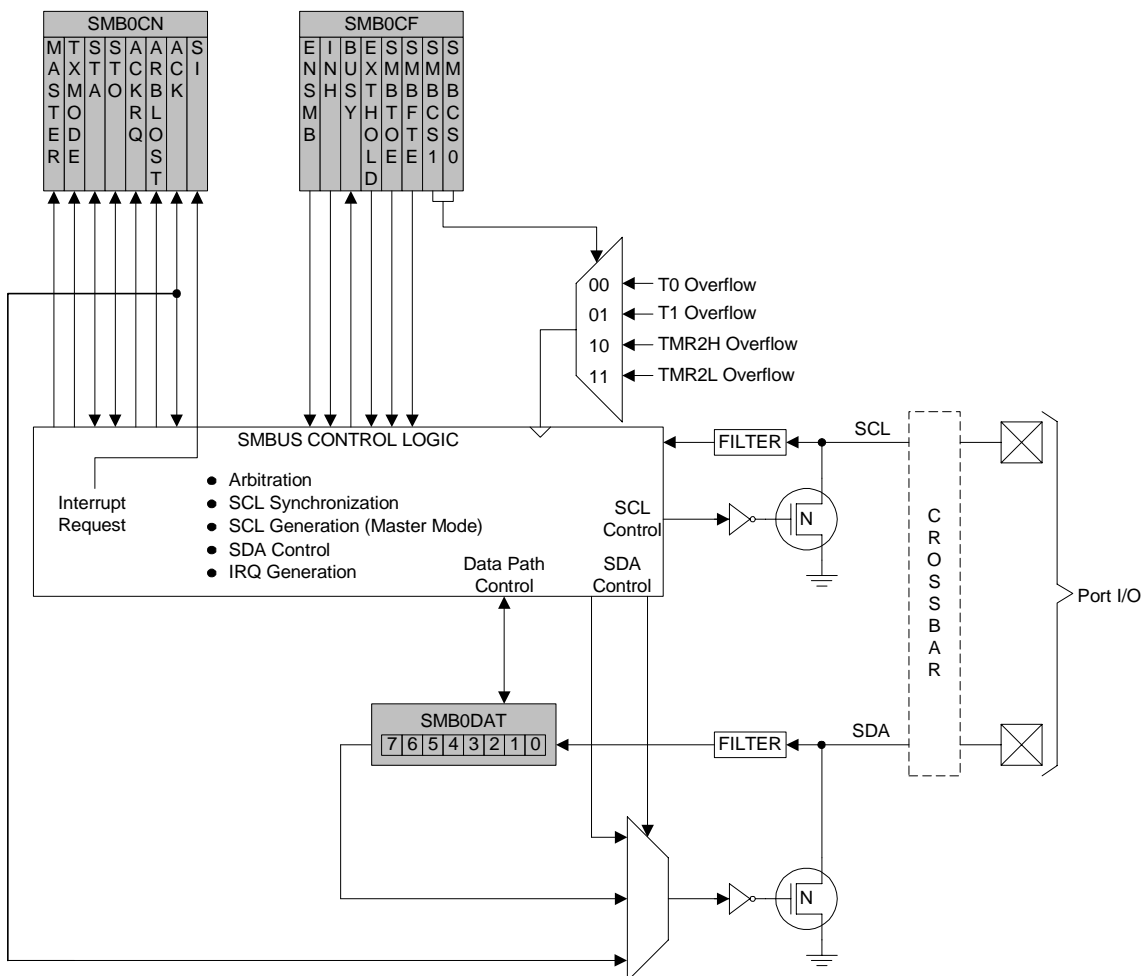 SMB0CN
MASTER
TXMODE
STA
STO
ACKRQ
ARBLOST
ACK
SI
SMB0CF
ENSMB
INH
BUSY
EXTHOLD
SMBTOE
SMBFTE
SMBCS1
SMBCS0
00
T0 Overflow
01
T1 Overflow
10
TMR2H Overflow
11
TMR2L Overflow
SMBUS CONTROL LOGIC
● Arbitration
● SCL Synchronization
● SCL Generation (Master Mode)
● SDA Control
● IRQ Generation
Interrupt
Request
SCL
Control
Data Path
Control
SDA
Control
FILTER
SCL
N
CROSSBAR
Port I/O
SMB0DAT
7 6 5 4 3 2 1 0
FILTER
SDA
N